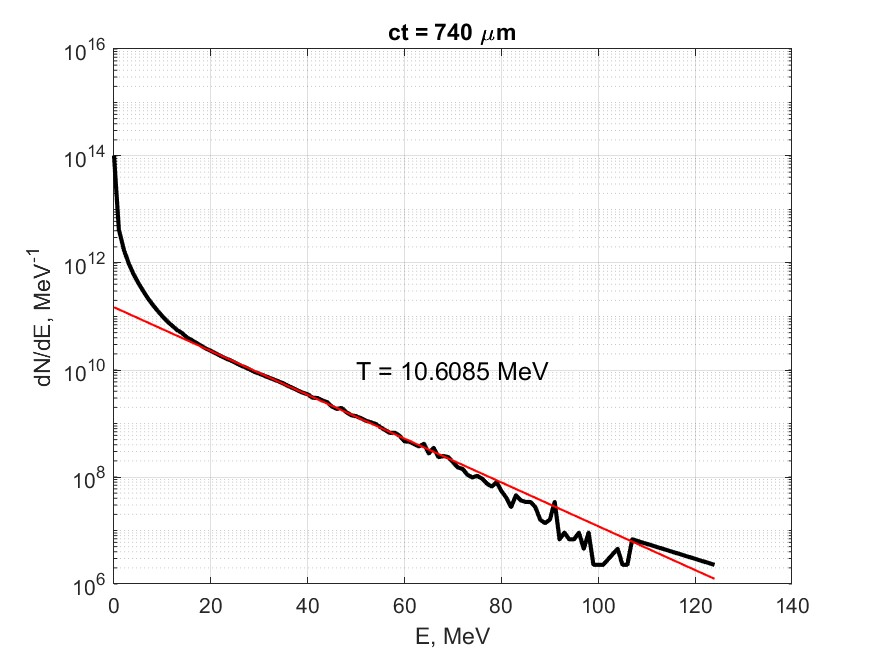 ct = 740 μm
10^16
10^14
10^12
10^10
10^8
10^6
dN/dE, MeV^-1
T = 10.6085 MeV
0 20 40 60 80 100 120 140
E, MeV